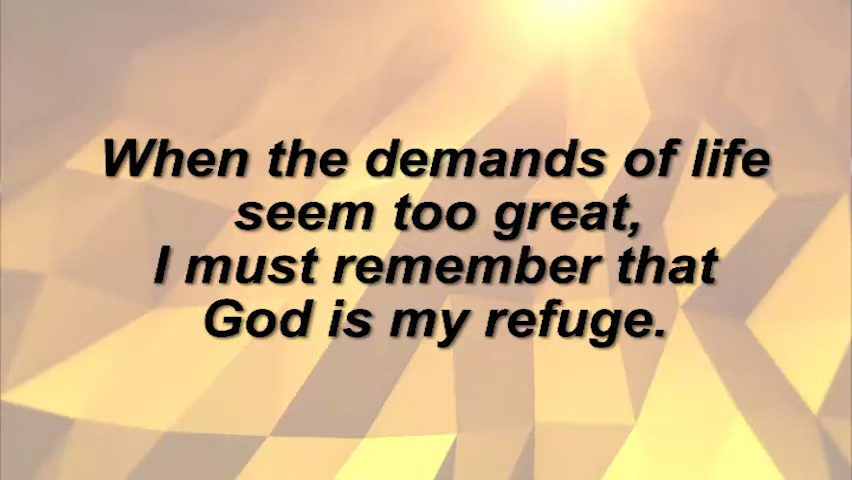 When the demands of life
seem too great,
I must remember that
God is my refuge.